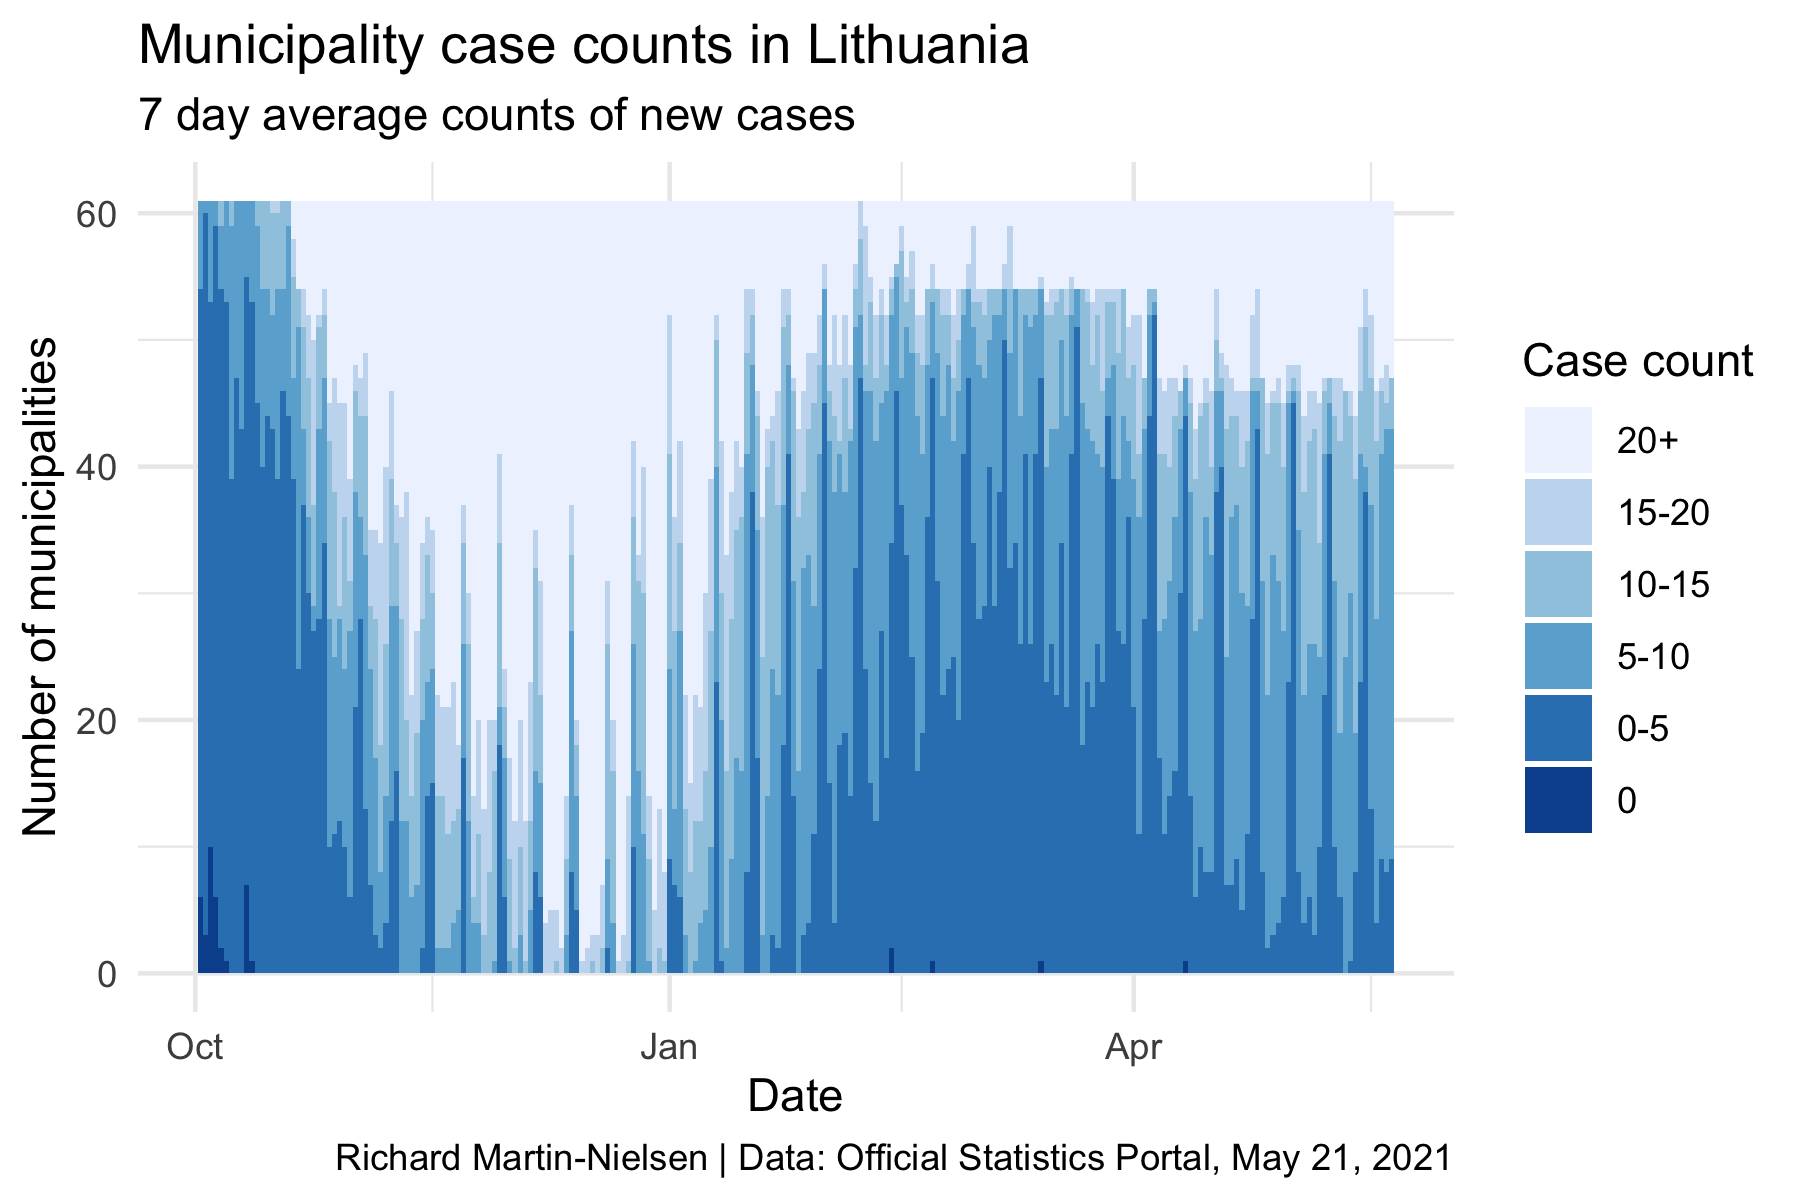 Municipality case counts in Lithuania
7 day average counts of new cases
Number of municipalities
60
40
20
0
Oct
Jan
Apr
Date
Case count
20+
15-20
10-15
5-10
0-5
0
Richard Martin-Nielsen | Data: Official Statistics Portal, May 21, 2021